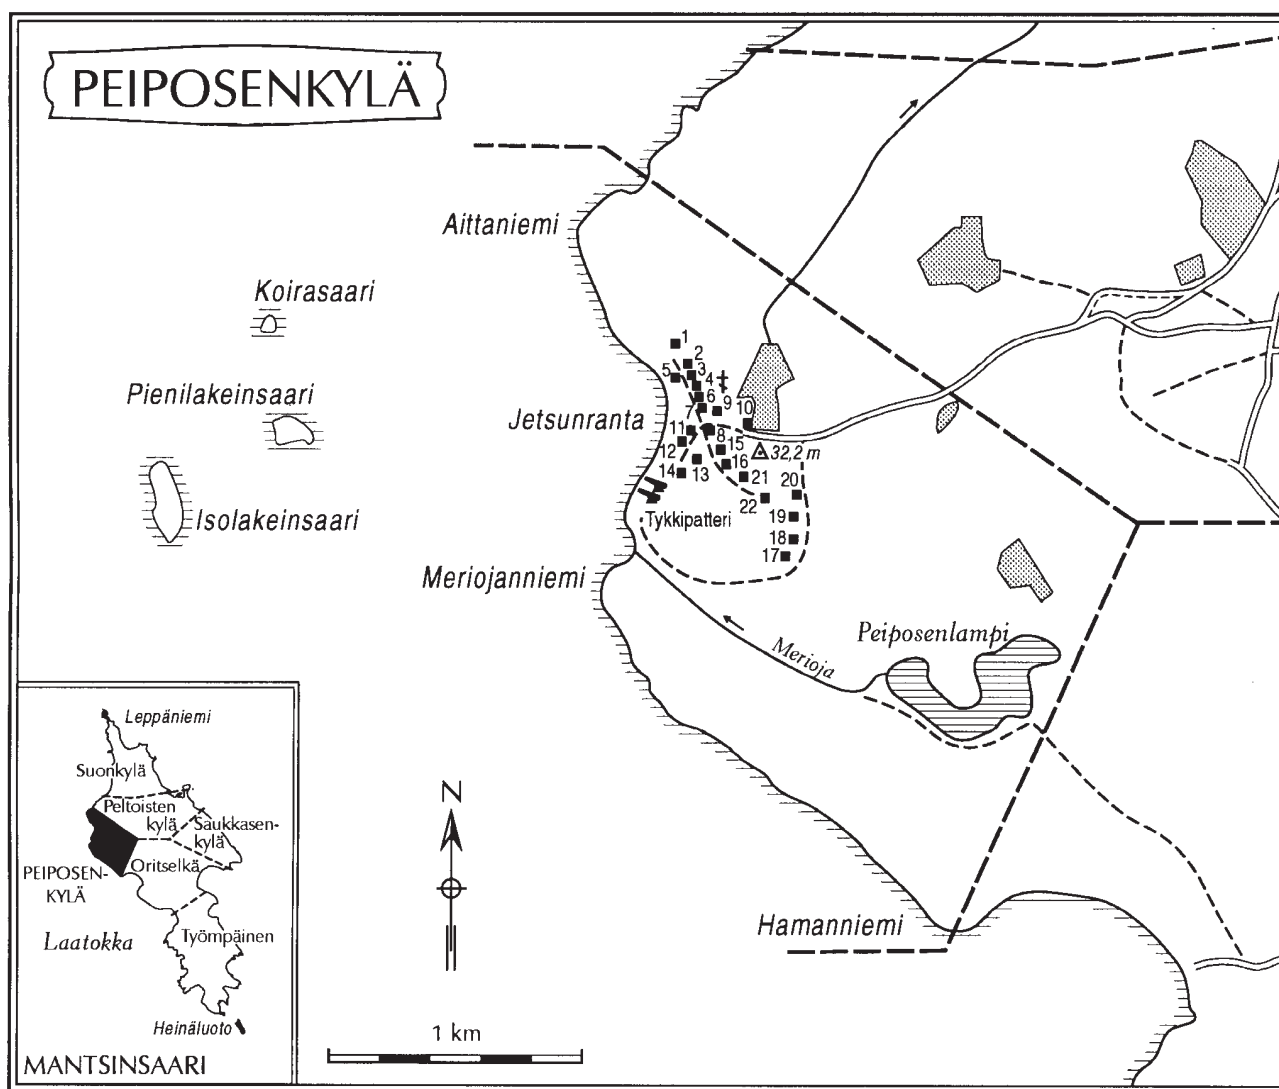 PEIPOSENKYLÄ
Aittaniemi
Koirasaari
Pienilakeinsaari
Isolakeinsaari
Jetsunranta
1
2
3
5
4
6
9
10
7
11
8
12
15
32,2 m
13
16
14
21
20
22
Tykkipatteri
19
18
17
Meriojanniemi
Peiposenlampi
Merioja
Hamanniemi
N
1 km
Leppäniemi
Suonkylä
Peltoisten
kylä
Saukkasen-
kylä
Oritselkä
PEIPOSEN-
KYLÄ
Laatokka
Työmpäinen
Heinäluoto
MANTSINSAARI